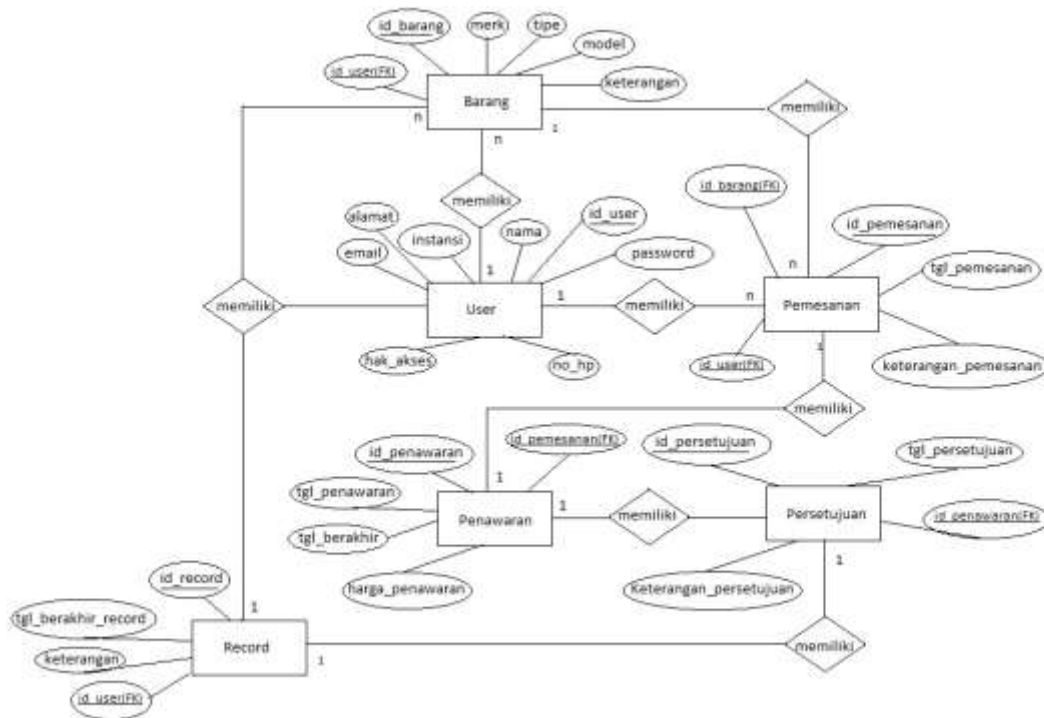 id_barang
merk
tipe
model
id_user(FK)
keterangan
Barang
memiliki
n
1
n
id_barang(FK)
memiliki
alamat
instansi
nama
id_user
id_pemesanan
email
password
tgl_pemesanan
1
n
memiliki
User
1
memiliki
n
Pemesanan
hak_akses
no_hp
id_user(FK)
1
keterangan_pemesanan
memiliki
id_penawaran
id_pemesanan(FK)
id_persetujuan
tgl_persetujuan
tgl_penawaran
1
Penawaran
1
memiliki
Persetujuan
id_penawaran(FK)
tgl_berakhir
harga_penawaran
Keterangan_persetujuan
1
id_record
tgl_berakhir_record
1
keterangan
Record
1
memiliki
id_user(FK)